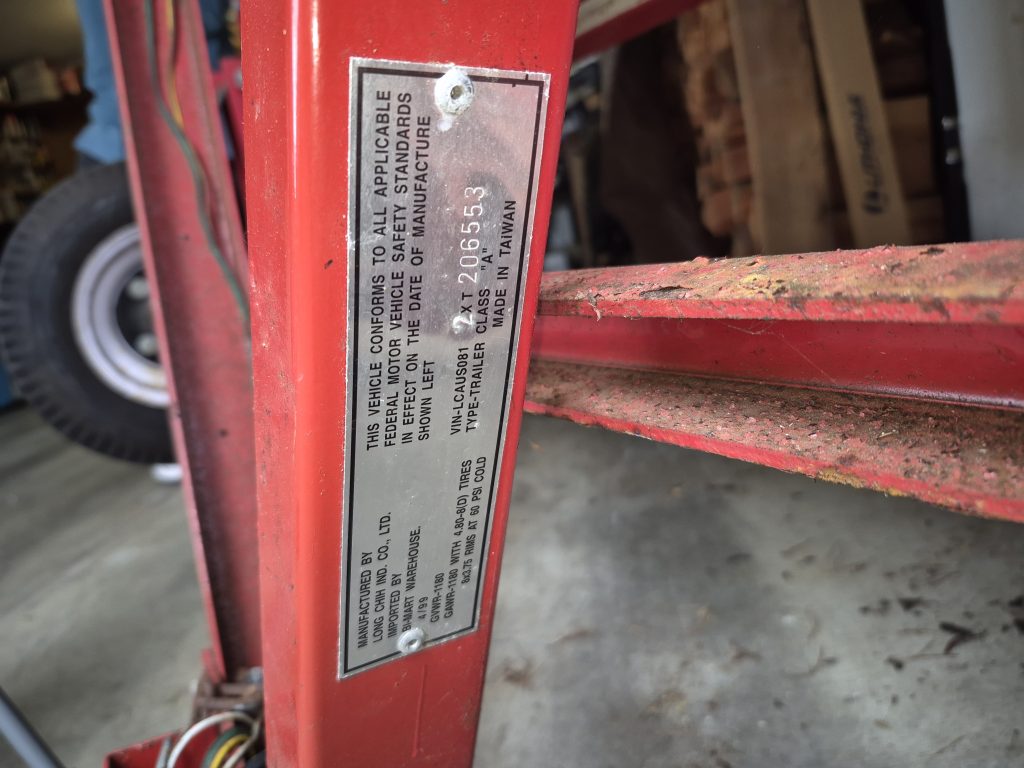 MANUFACTURED BY
LONG CHIH IND. CO., LTD.
IMPORTED BY
BI-MART WAREHOUSE.
4/99
GVWR-1180
GAWR-1180 WITH 4.80-8(D) TIRES
8x3.75 RIMS AT 60 PSI COLD
THIS VEHICLE CONFORMS TO ALL APPLICABLE
FEDERAL MOTOR VEHICLE SAFETY STANDARDS
IN EFFECT ON THE DATE OF MANUFACTURE
SHOWN LEFT
VIN-LCAUS081 2XT 206553
TYPE-TRAILER CLASS "A"
MADE IN TAIWAN